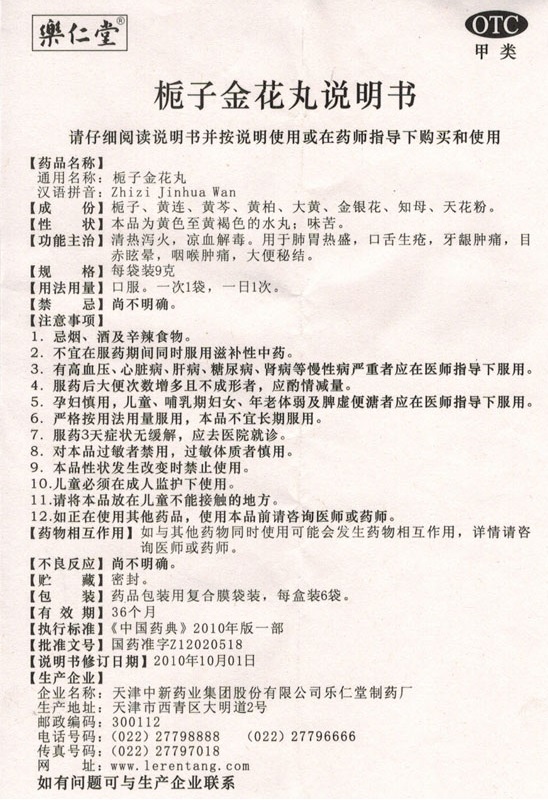 樂仁堂®
OTC
甲类
栀子金花丸说明书
请仔细阅读说明书并按说明使用或在药师指导下购买和使用
【药品名称】
通用名称：栀子金花丸
汉语拼音：Zhizi Jinhua Wan
【成 份】栀子、黄连、黄芩、黄柏、大黄、金银花、知母、天花粉。
【性 状】本品为黄色至黄褐色的水丸；味苦。
【功能主治】清热泻火，凉血解毒。用于肺胃热盛，口舌生疮，牙龈肿痛，目
赤眩晕，咽喉肿痛，大便秘结。
【规 格】每袋装9克
【用法用量】口服。一次1袋，一日1次。
【禁 忌】尚不明确。
【注意事项】
1. 忌烟、酒及辛辣食物。
2. 不宜在服药期间同时服用滋补性中药。
3. 有高血压、心脏病、肝病、糖尿病、肾病等慢性病严重者应在医师指导下服用。
4. 服药后大便次数增多且不成形者，应酌情减量。
5. 孕妇慎用，儿童、哺乳期妇女、年老体弱及脾虚便溏者应在医师指导下服用。
6. 严格按用法用量服用，本品不宜长期服用。
7. 服药3天症状无缓解，应去医院就诊。
8. 对本品过敏者禁用，过敏体质者慎用。
9. 本品性状发生改变时禁止使用。
10.儿童必须在成人监护下使用。
11.请将本品放在儿童不能接触的地方。
12.如正在使用其他药品，使用本品前请咨询医师或药师。
【药物相互作用】如与其他药物同时使用可能会发生药物相互作用，详情请咨
询医师或药师。
【不良反应】尚不明确。
【贮 藏】密封。
【包 装】药品包装用复合膜袋装，每盒装6袋。
【有 效 期】36个月
【执行标准】《中国药典》2010年版一部
【批准文号】国药准字Z12020518
【说明书修订日期】2010年10月01日
【生产企业】
企业名称：天津中新药业集团股份有限公司乐仁堂制药厂
生产地址：天津市西青区大明道2号
邮政编码：300112
电话号码：(022) 27798888 (022) 27796666
传真号码：(022) 27797018
网 址：www.lerentang.com
如有问题可与生产企业联系